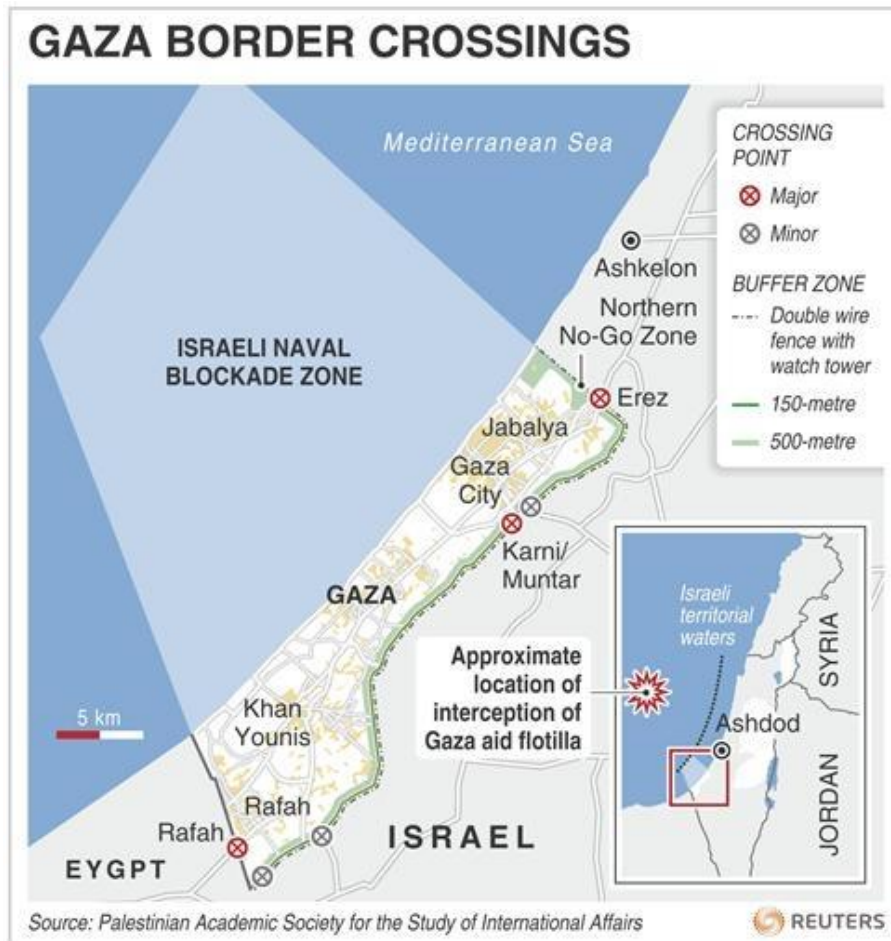 GAZA BORDER CROSSINGS
Mediterranean Sea
CROSSING
POINT
Major
Minor
BUFFER ZONE
Double wire
fence with
watch tower
150-metre
500-metre
Ashkelon
Northern
No-Go Zone
ISRAELI NAVAL
BLOCKADE ZONE
Erez
Jabalya
Gaza
City
Karni/
Muntar
GAZA
Approximate
location of
interception of
Gaza aid flotilla
Israeli
territorial
waters
SYRIA
Ashdod
JORDAN
5 km
Khan
Younis
Rafah
Rafah
ISRAEL
EYGPT
Source: Palestinian Academic Society for the Study of International Affairs
REUTERS